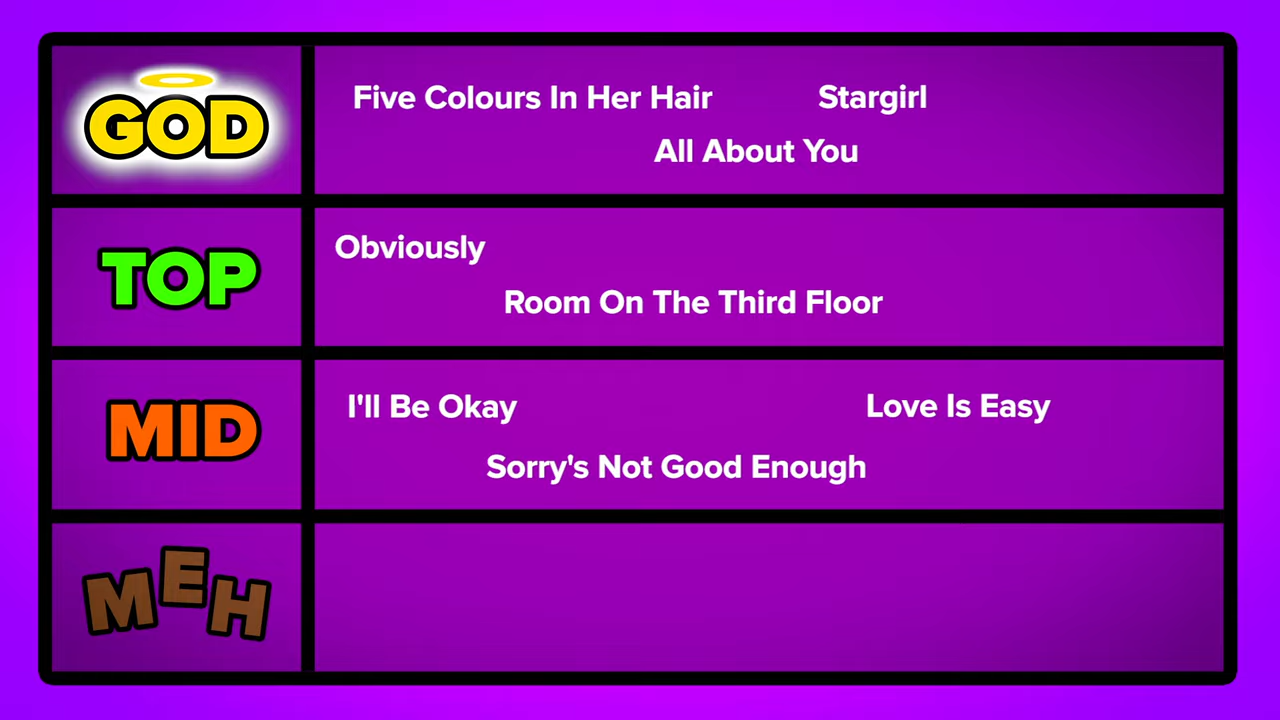 GOD
Five Colours In Her Hair
Stargirl
All About You
TOP
Obviously
Room On The Third Floor
MID
I'll Be Okay
Love Is Easy
Sorry's Not Good Enough
MEH